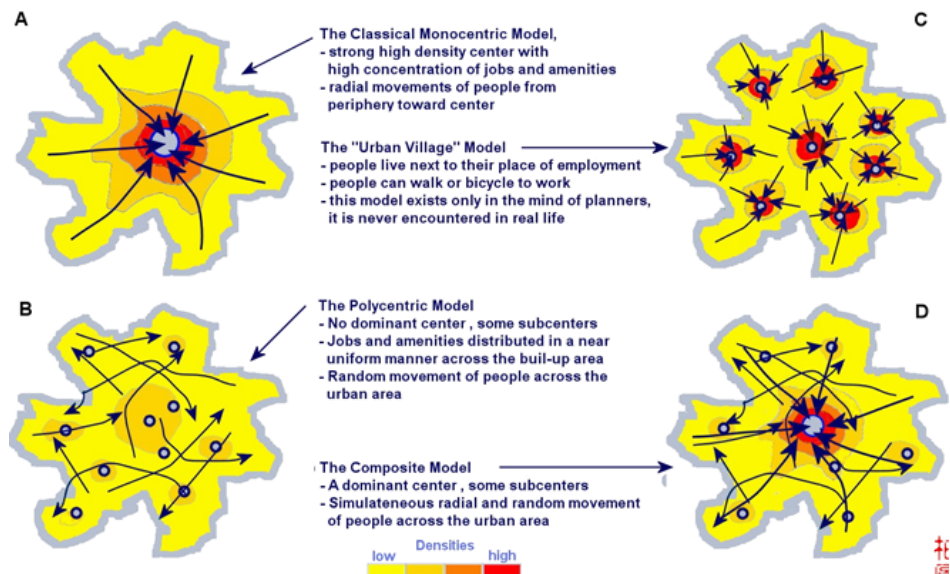 A
The Classical Monocentric Model,
- strong high density center with
high concentration of jobs and amenities
- radial movements of people from
periphery toward center
C
The "Urban Village" Model
- people live next to their place of employment
- people can walk or bicycle to work
- this model exists only in the mind of planners,
it is never encountered in real life
B
The Polycentric Model
- No dominant center , some subcenters
- Jobs and amenities distributed in a near
uniform manner across the buil-up area
- Random movement of people across the
urban area
D
The Composite Model
- A dominant center , some subcenters
- Simulateneous radial and random movement
of people across the urban area
Densities
low high